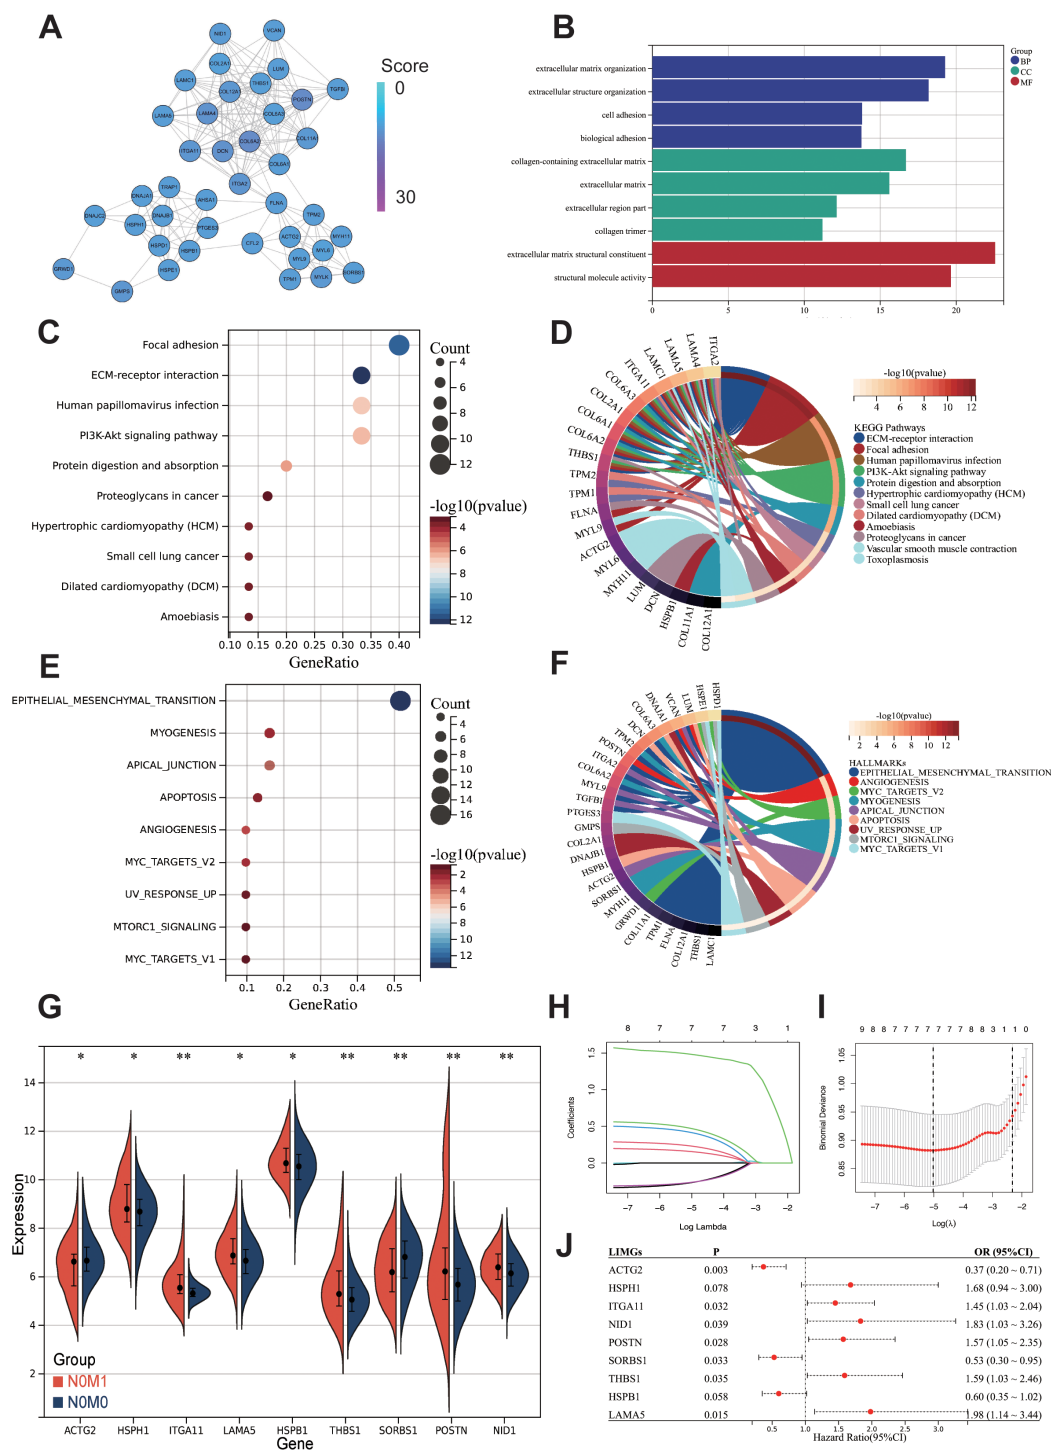 A
NID1
VCAN
COL2A1
LUM
LAMC1
THBS1
TGFBI
COL12A1
POSTN
LAMA5
LAMA4
COL6A3
COL11A1
COL6A2
ITGA11
DCN
COL6A1
ITGA2
TRAP1
DNAJA1
AHSA1
FLNA
DNAJC2
DNAJB1
TPM2
HSPH1
PTGES3
ACTG2
MYH11
HSPD1
HSPB1
CFL2
MYL6
MYL9
GRWD1
HSPE1
TPM1
MYLK
SORBS1
GMPS
Score
0
30
B
extracellular matrix organization
extracellular structure organization
cell adhesion
biological adhesion
collagen-containing extracellular matrix
extracellular matrix
extracellular region part
collagen trimer
extracellular matrix structural constituent
structural molecule activity
0 5 10 15 20
Group
BP
CC
MF
C
Focal adhesion
ECM-receptor interaction
Human papillomavirus infection
PI3K-Akt signaling pathway
Protein digestion and absorption
Proteoglycans in cancer
Hypertrophic cardiomyopathy (HCM)
Small cell lung cancer
Dilated cardiomyopathy (DCM)
Amoebiasis
0.10 0.15 0.20 0.25 0.30 0.35 0.40
GeneRatio
Count
4
6
8
10
12
-log10(pvalue)
4
6
8
10
12
D
ITGA2
LAMA4
LAMA5
LAMC1
ITGA11
COL6A3
COL2A1
COL6A1
COL6A2
THBS1
TPM2
TPM1
FLNA
MYL9
ACTG2
MYL6
MYH11
LUM
DCN
HSPB1
COL11A1
COL12A1
-log10(pvalue)
2 4 6 8 10 12
KEGG Pathways
ECM-receptor interaction
Focal adhesion
Human papillomavirus infection
PI3K-Akt signaling pathway
Protein digestion and absorption
Hypertrophic cardiomyopathy (HCM)
Small cell lung cancer
Dilated cardiomyopathy (DCM)
Amoebiasis
Proteoglycans in cancer
Vascular smooth muscle contraction
Toxoplasmosis
E
EPITHELIAL_MESENCHYMAL_TRANSITION
MYOGENESIS
APICAL_JUNCTION
APOPTOSIS
ANGIOGENESIS
MYC_TARGETS_V2
UV_RESPONSE_UP
MTORC1_SIGNALING
MYC_TARGETS_V1
0.1 0.2 0.3 0.4 0.5
GeneRatio
Count
4
6
8
10
12
14
16
-log10(pvalue)
2
4
6
8
10
12
F
HSPD1
HSPE1
LUM
VCAN
DNAJA1
COL6A3
DCN
TPM2
POSTN
ITGA2
COL6A2
MYL9
TGFBI
PTGES3
GMPS
COL2A1
DNAJB1
HSPB1
ACTG2
SORBS1
MYH11
GRWD1
COL11A1
TPM1
FLNA
COL12A1
THBS1
LAMC1
-log10(pvalue)
2 4 6 8 10 12
HALLMARKs
EPITHELIAL_MESENCHYMAL_TRANSITION
ANGIOGENESIS
MYC_TARGETS_V2
MYOGENESIS
APICAL_JUNCTION
APOPTOSIS
UV_RESPONSE_UP
MTORC1_SIGNALING
MYC_TARGETS_V1
G
* * ** * * ** ** ** **
Expression
14
12
10
8
6
4
2
Group
N0M1
N0M0
ACTG2 HSPH1 ITGA11 LAMA5 HSPB1 THBS1 SORBS1 POSTN NID1
Gene
H
8 7 7 3 1
Coefficients
1.5
1.0
0.5
0.0
-7 -6 -5 -4 -3 -2
Log Lambda
I
9 8 8 7 7 7 7 7 7 7 8 8 3 1 1 0
Binomial Deviance
1.05
1.00
0.95
0.90
0.85
-7 -6 -5 -4 -3 -2
Log(λ)
J
LIMGs P OR (95%CI)
ACTG2 0.003 0.37 (0.20 ~ 0.71)
HSPH1 0.078 1.68 (0.94 ~ 3.00)
ITGA11 0.032 1.45 (1.03 ~ 2.04)
NID1 0.039 1.83 (1.03 ~ 3.26)
POSTN 0.028 1.57 (1.05 ~ 2.35)
SORBS1 0.033 0.53 (0.30 ~ 0.95)
THBS1 0.035 1.59 (1.03 ~ 2.46)
HSPB1 0.058 0.60 (0.35 ~ 1.02)
LAMA5 0.015 1.98 (1.14 ~ 3.44)
0.5 1.0 1.5 2.0 2.5 3.0
Hazard Ratio(95%CI)